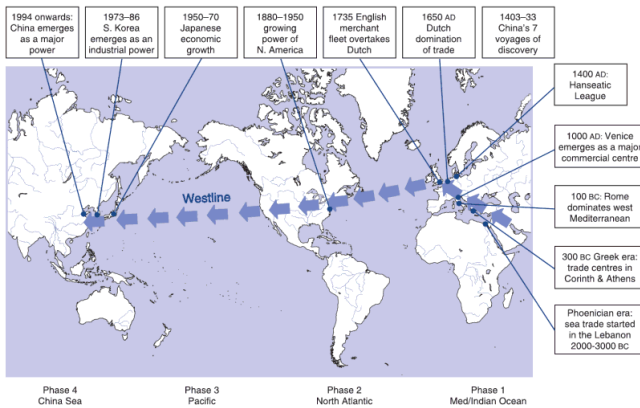 1994 onwards:
China emerges
as a major
power
1973–86
S. Korea
emerges as an
industrial power
1950–70
Japanese
economic
growth
1880–1950
growing
power of
N. America
1735 English
merchant
fleet overtakes
Dutch
1650 AD
Dutch
domination
of trade
1403–33
China's 7
voyages of
discovery
1400 AD:
Hanseatic
League
1000 AD: Venice
emerges as a major
commercial centre
100 BC: Rome
dominates west
Mediterranean
300 BC Greek era:
trade centres in
Corinth & Athens
Phoenician era:
sea trade started
in the Lebanon
2000-3000 BC
Westline
Phase 4
China Sea
Phase 3
Pacific
Phase 2
North Atlantic
Phase 1
Med/Indian Ocean